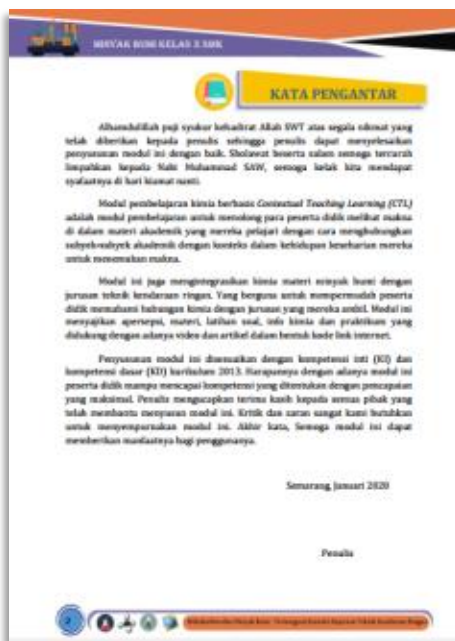 MINYAK BUMI KELAS X SMK
KATA PENGANTAR
Alhamdulillah puji syukur kehadirat Allah SWT atas segala nikmat yang
telah diberikan kepada penulis sehingga penulis dapat menyelesaikan
penyusunan modul ini dengan baik. Sholawat beserta salam semoga tercurah
limpahkan kepada Nabi Muhammad SAW, semoga kelak kita mendapat
syafaatnya di hari kiamat nanti.
Modul pembelajaran kimia berbasis Contextual Teaching Learning (CTL)
adalah modul pembelajaran untuk menolong para peserta didik melihat makna
di dalam materi akademik yang mereka pelajari dengan cara menghubungkan
subyek-subyek akademik dengan konteks dalam kehidupan keseharian mereka
untuk menemukan makna.
Modul ini juga mengintegrasikan kimia materi minyak bumi dengan
jurusan teknik kendaraan ringan. Yang berguna untuk mempermudah peserta
didik memahami hubungan kimia dengan jurusan yang mereka ambil. Modul ini
menyajikan apersepsi, materi, latihan soal, info kimia dan praktikum yang
didukung dengan adanya video dan artikel dalam bentuk kode link internet.
Penyusunan modul ini disesuaikan dengan kompetensi inti (KI) dan
kompetensi dasar (KD) kurikulum 2013. Harapannya dengan adanya modul ini
peserta didik mampu mencapai kompetensi yang ditentukan dengan pencapaian
yang maksimal. Penulis mengucapkan terima kasih kepada semua pihak yang
telah membantu menyusun modul ini. Kritik dan saran sangat kami butuhkan
untuk menyempurnakan modul ini. Akhir kata, Semoga modul ini dapat
memberikan manfaatnya bagi penggunanya.
Semarang, Januari 2020
Penulis